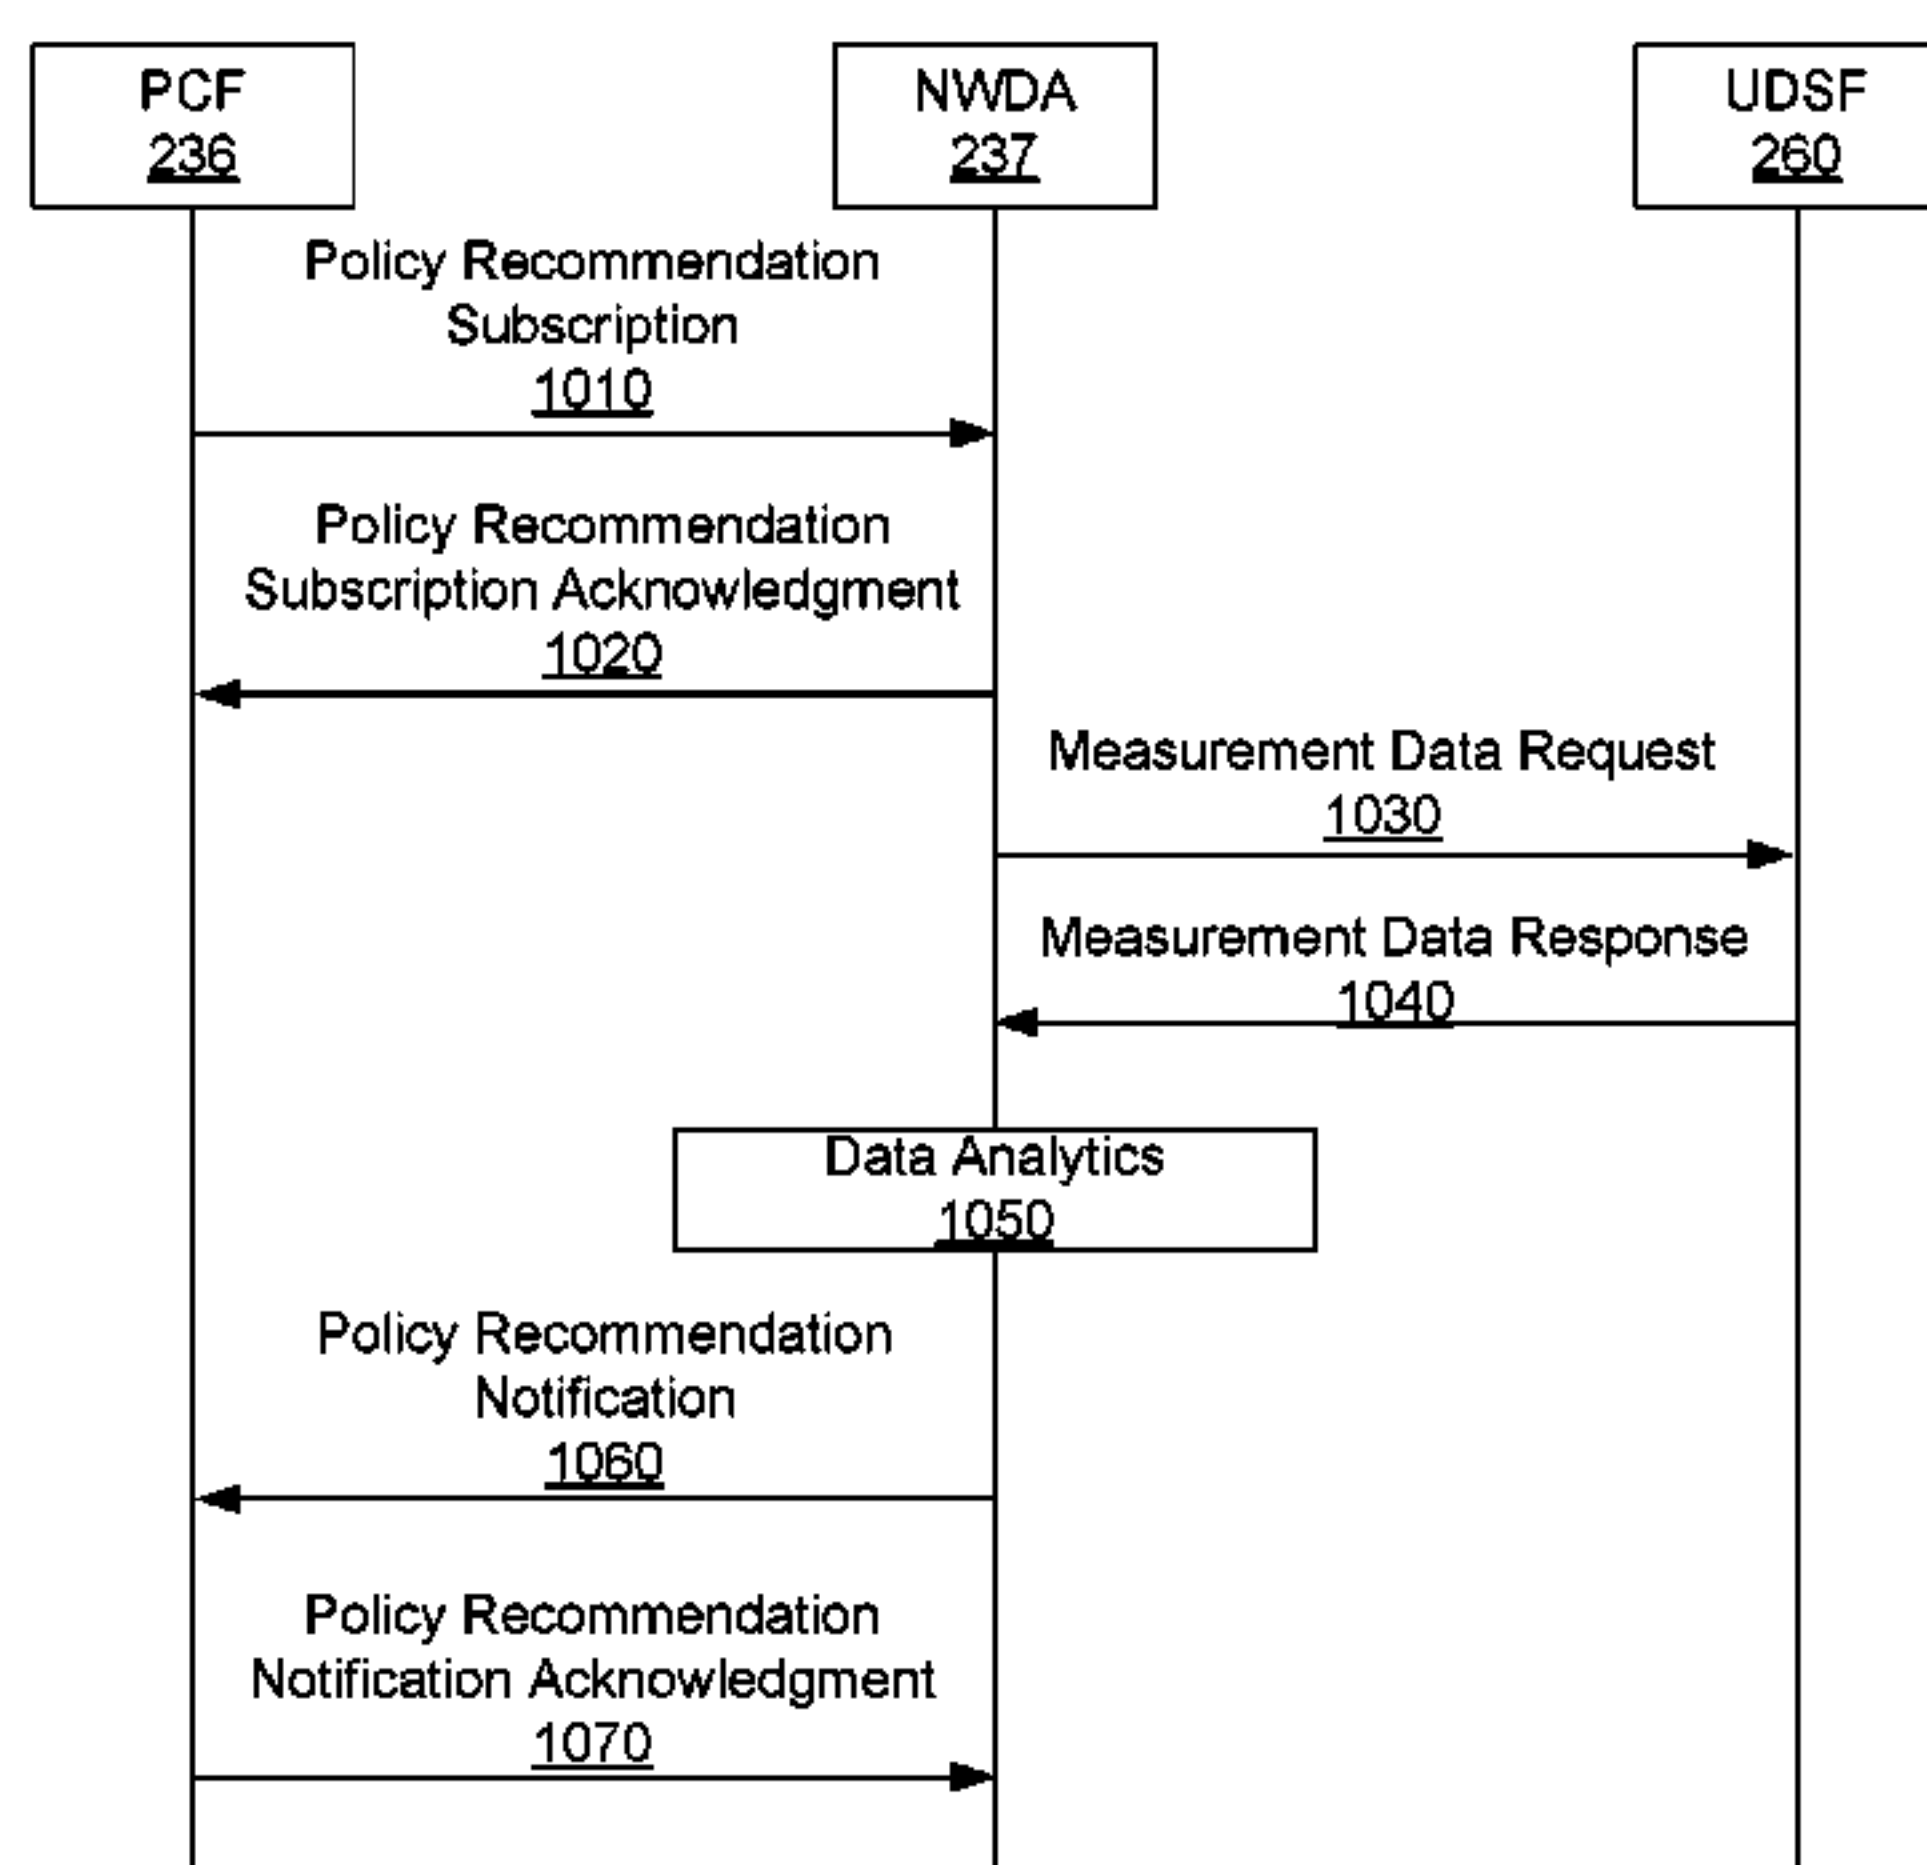 PCF
236
NWDA
237
UDSF
260
Policy Recommendation
Subscription
1010
Policy Recommendation
Subscription Acknowledgment
1020
Measurement Data Request
1030
Measurement Data Response
1040
Data Analytics
1050
Policy Recommendation
Notification
1060
Policy Recommendation
Notification Acknowledgment
1070